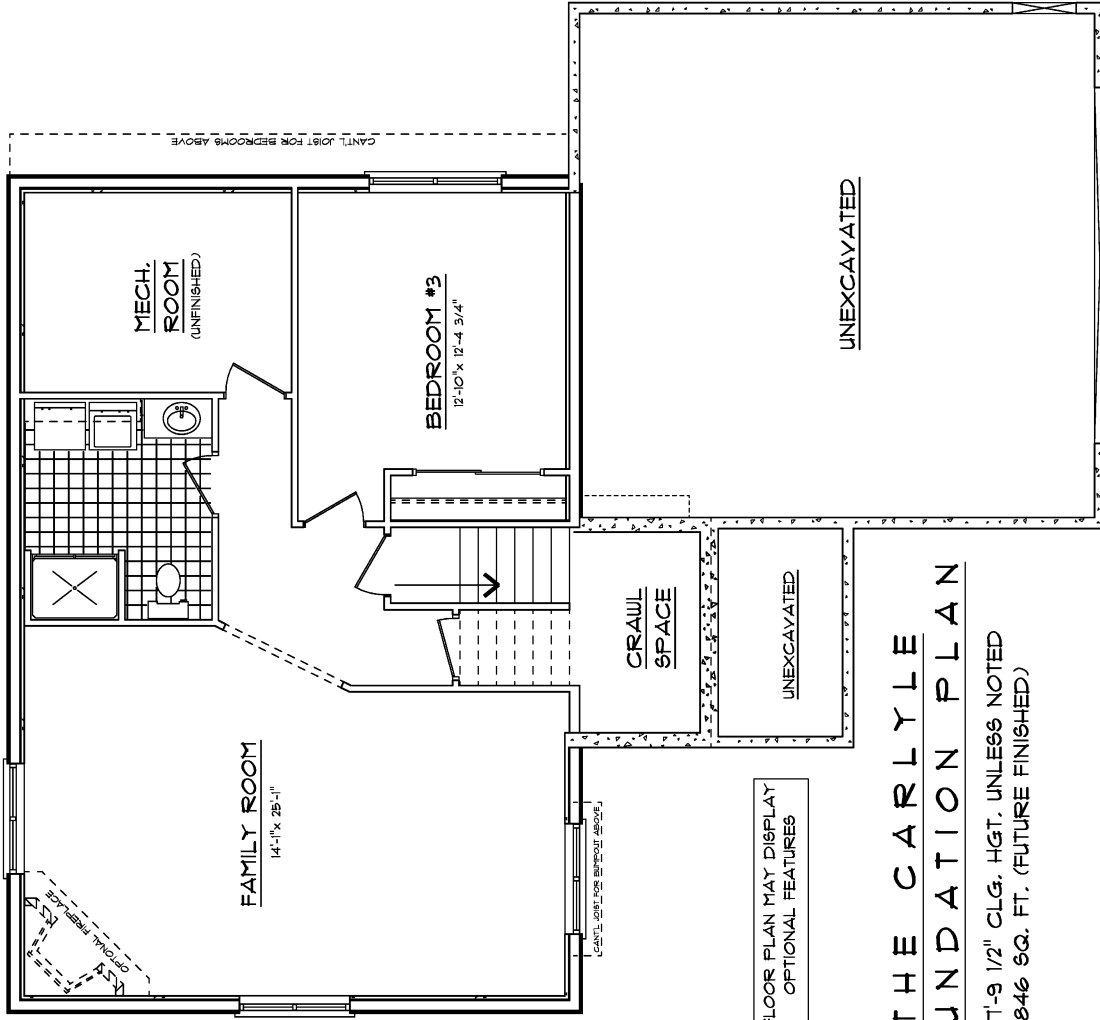 CANT'L JOIST FOR BEDROOMS ABOVE
MECH.
ROOM
(UNFINISHED)
BEDROOM #3
12'-10" x 12'-4 3/4"
UNEXCAVATED
CRAWL
SPACE
UNEXCAVATED
FAMILY ROOM
14'-1" x 25'-1"
OPTIONAL FIREPLACE
CANT'L JOIST FOR BUMPOUT ABOVE
FLOOR PLAN MAY DISPLAY
OPTIONAL FEATURES
THE CARLYLE
UNDATION PLAN
7'-9 1/2" CLG. HGT. UNLESS NOTED
846 SQ. FT. (FUTURE FINISHED)